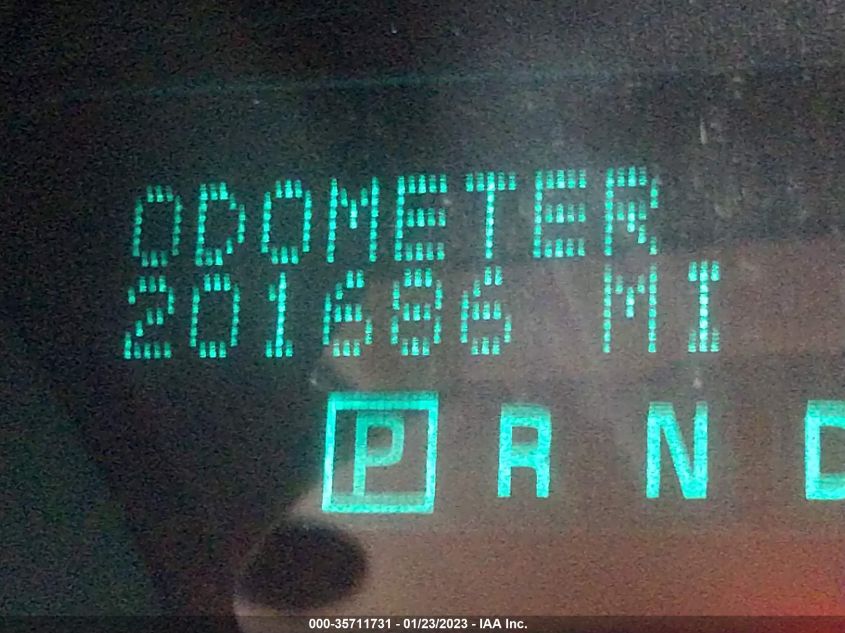 ODOMETER
201686 MI
P R N D
000-35711731 - 01/23/2023 - IAA Inc.